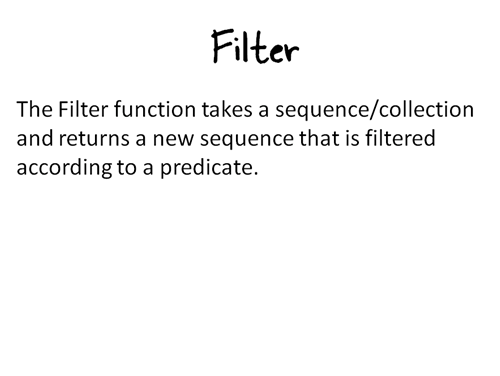 Filter
The Filter function takes a sequence/collection
and returns a new sequence that is filtered
according to a predicate.